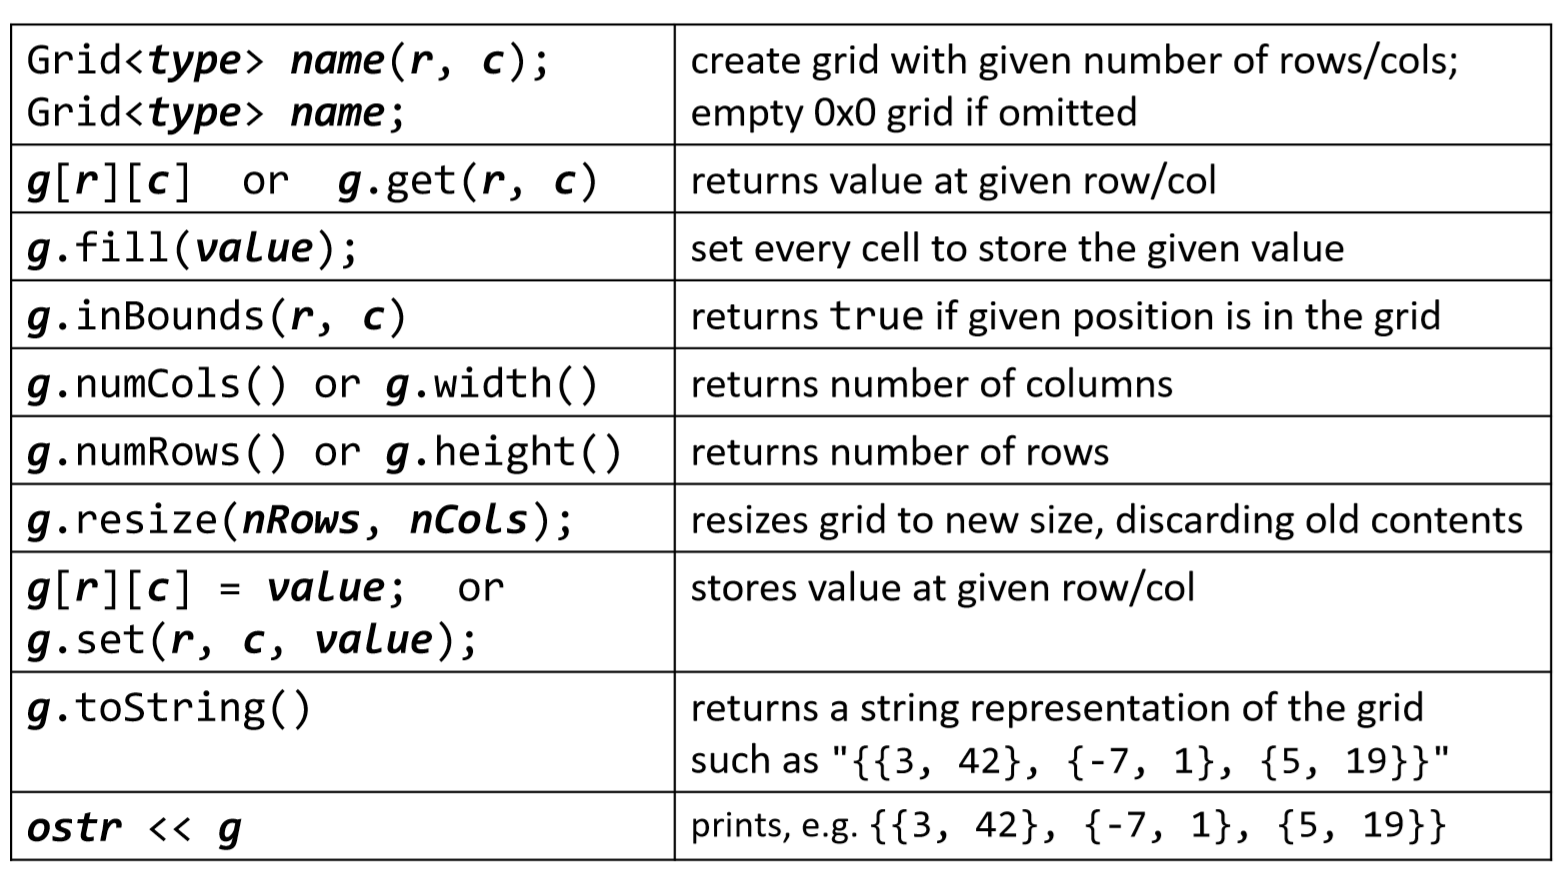 Grid<type> name(r, c);
Grid<type> name;
create grid with given number of rows/cols;
empty 0x0 grid if omitted
g[r][c] or g.get(r, c)
returns value at given row/col
g.fill(value);
set every cell to store the given value
g.inBounds(r, c)
returns true if given position is in the grid
g.numCols() or g.width()
returns number of columns
g.numRows() or g.height()
returns number of rows
g.resize(nRows, nCols);
resizes grid to new size, discarding old contents
g[r][c] = value; or
g.set(r, c, value);
stores value at given row/col
g.toString()
returns a string representation of the grid
such as "{{3, 42}, {-7, 1}, {5, 19}}"
ostr << g
prints, e.g. {{3, 42}, {-7, 1}, {5, 19}}